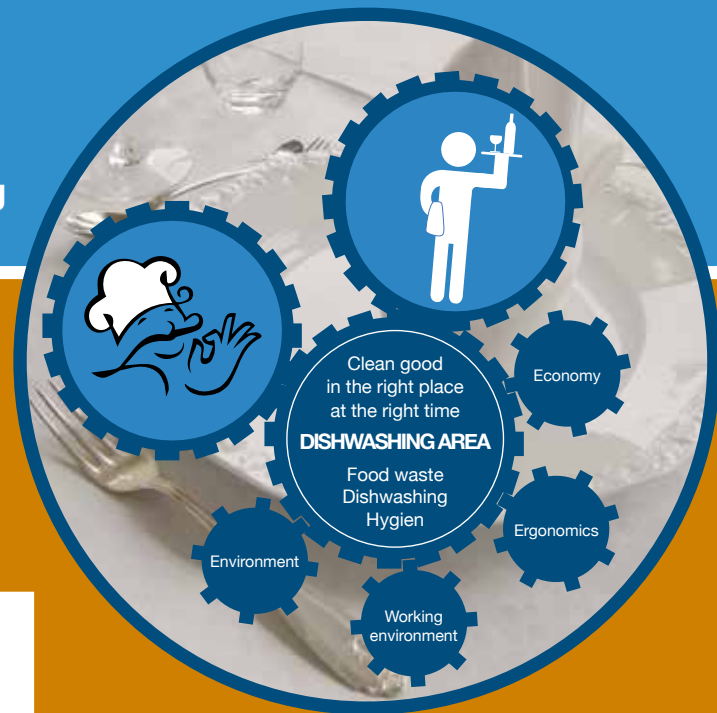 Clean good
in the right place
at the right time
DISHWASHING AREA
Food waste
Dishwashing
Hygien
Economy
Ergonomics
Environment
Working
environment